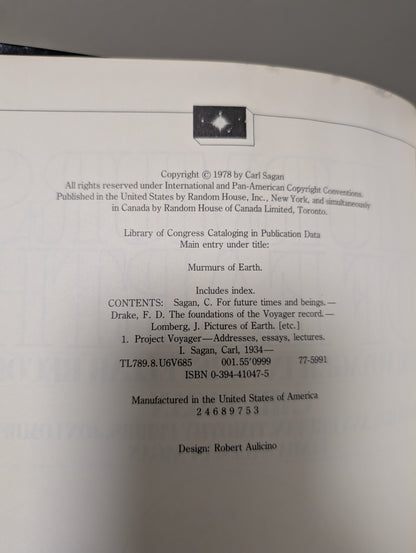 Copyright © 1978 by Carl Sagan
All rights reserved under International and Pan-American Copyright Conventions.
Published in the United States by Random House, Inc., New York, and simultaneously
in Canada by Random House of Canada Limited, Toronto.
Library of Congress Cataloging in Publication Data
Main entry under title:
Murmurs of Earth.
Includes index.
CONTENTS: Sagan, C. For future times and beings.—
Drake, F. D. The foundations of the Voyager record.—
Lomberg, J. Pictures of Earth. [etc.]
1. Project Voyager—Addresses, essays, lectures.
I. Sagan, Carl, 1934—
TL789.8.U6V685 001.55'0999 77-5991
ISBN 0-394-41047-5
Manufactured in the United States of America
2 4 6 8 9 7 5 3
Design: Robert Aulicino